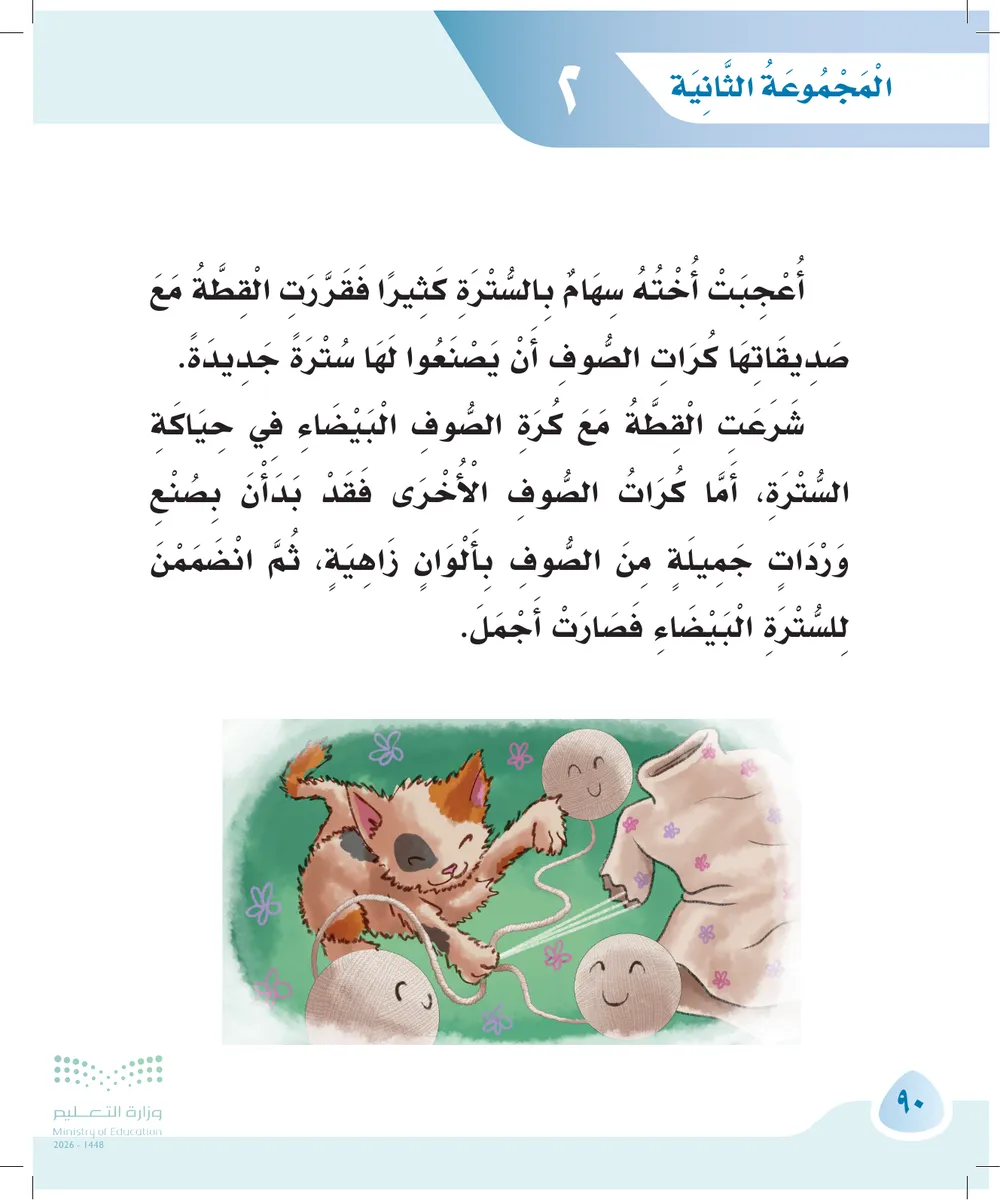 الْمَجْمُوعَةُ الثَّانِيَة
٢
أُعْجِبَتْ أُخْتُهُ سِهَامٌ بِالسُّتْرَةِ كَثِيرًا فَقَرَّرَتِ الْقِطَّةُ مَعَ
صَدِيقَاتِهَا كُرَاتِ الصُّوفِ أَنْ يَصْنَعُوا لَهَا سُتْرَةً جَدِيدَةً.
شَرَعَتِ الْقِطَّةُ مَعَ كُرَةِ الصُّوفِ الْبَيْضَاءِ فِي حِيَاكَةِ
السُّتْرَةِ، أَمَّا كُرَاتُ الصُّوفِ الْأُخْرَى فَقَدْ بَدَأْنَ بِصُنْعِ
وَرْدَاتٍ جَمِيلَةٍ مِنَ الصُّوفِ بِأَلْوَانٍ زَاهِيَةٍ، ثُمَّ انْضَمَمْنَ
لِلسُّتْرَةِ الْبَيْضَاءِ فَصَارَتْ أَجْمَلَ.
وزارة التعـــليم
Ministry of Education
2026 - 1448
٩٠